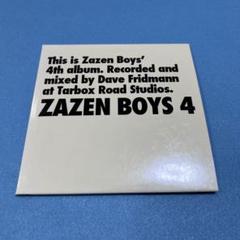 This is Zazen Boys'
4th album. Recorded and
mixed by Dave Fridmann
at Tarbox Road Studios.
ZAZEN BOYS 4